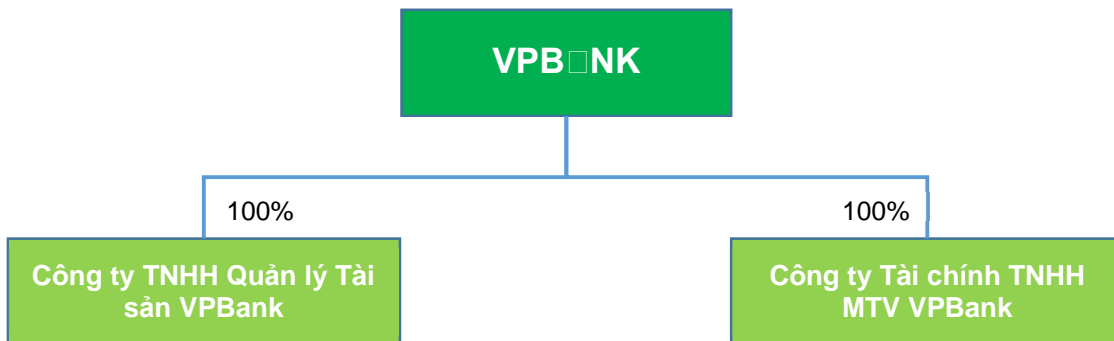 VPB□NK
100%
100%
Công ty TNHH Quản lý Tài
sản VPBank
Công ty Tài chính TNHH
MTV VPBank